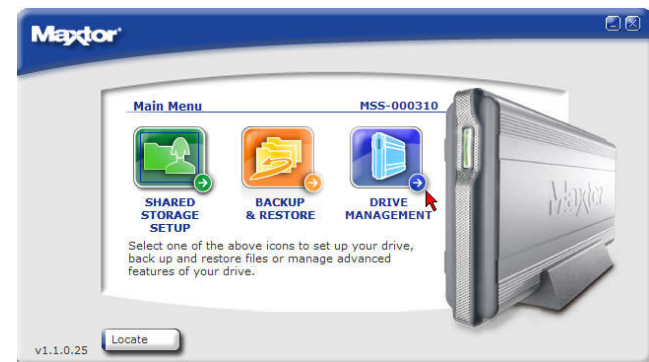 Maxtor
Main Menu
MSS-000310
SHARED
STORAGE
SETUP
BACKUP
& RESTORE
DRIVE
MANAGEMENT
Select one of the above icons to set up your drive,
back up and restore files or manage advanced
features of your drive.
Maxtor
v1.1.0.25
Locate